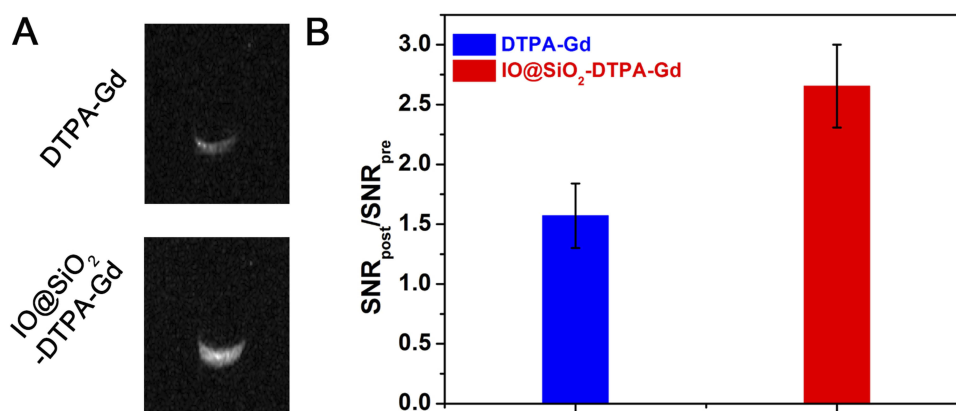 A
DTPA-Gd
IO@SiO₂
-DTPA-Gd
B
DTPA-Gd
IO@SiO₂-DTPA-Gd
SNRpost/SNRpre
3.0
2.5
2.0
1.5
1.0
0.5
0.0